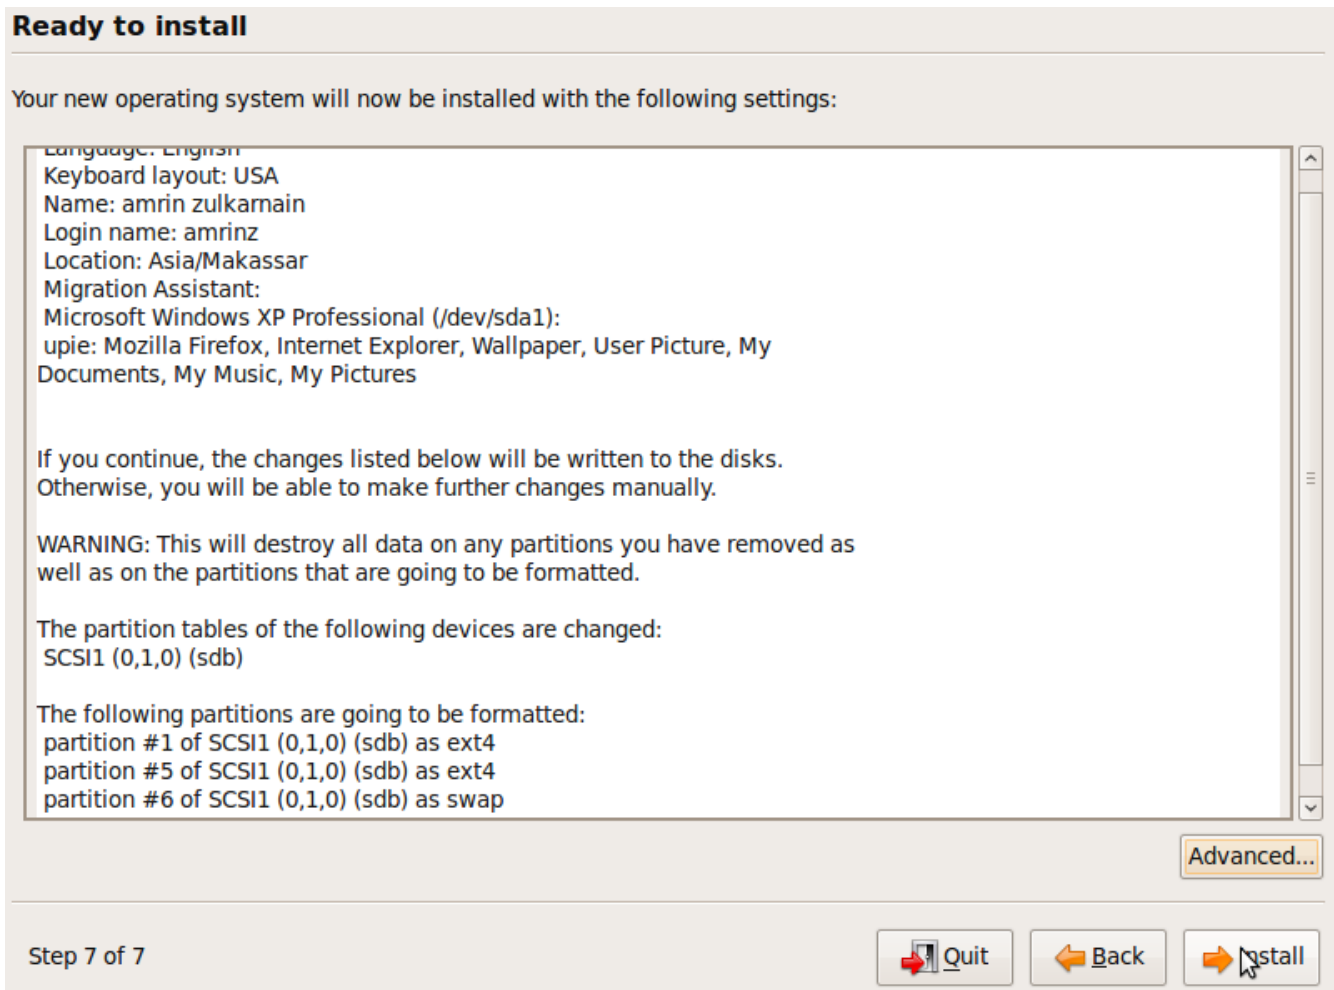 Ready to install
Your new operating system will now be installed with the following settings:
Language: English
Keyboard layout: USA
Name: amrin zulkarnain
Login name: amrinz
Location: Asia/Makassar
Migration Assistant:
Microsoft Windows XP Professional (/dev/sda1):
upie: Mozilla Firefox, Internet Explorer, Wallpaper, User Picture, My
Documents, My Music, My Pictures
If you continue, the changes listed below will be written to the disks.
Otherwise, you will be able to make further changes manually.
WARNING: This will destroy all data on any partitions you have removed as
well as on the partitions that are going to be formatted.
The partition tables of the following devices are changed:
SCSI1 (0,1,0) (sdb)
The following partitions are going to be formatted:
partition #1 of SCSI1 (0,1,0) (sdb) as ext4
partition #5 of SCSI1 (0,1,0) (sdb) as ext4
partition #6 of SCSI1 (0,1,0) (sdb) as swap
Advanced...
Step 7 of 7
Quit
Back
Install